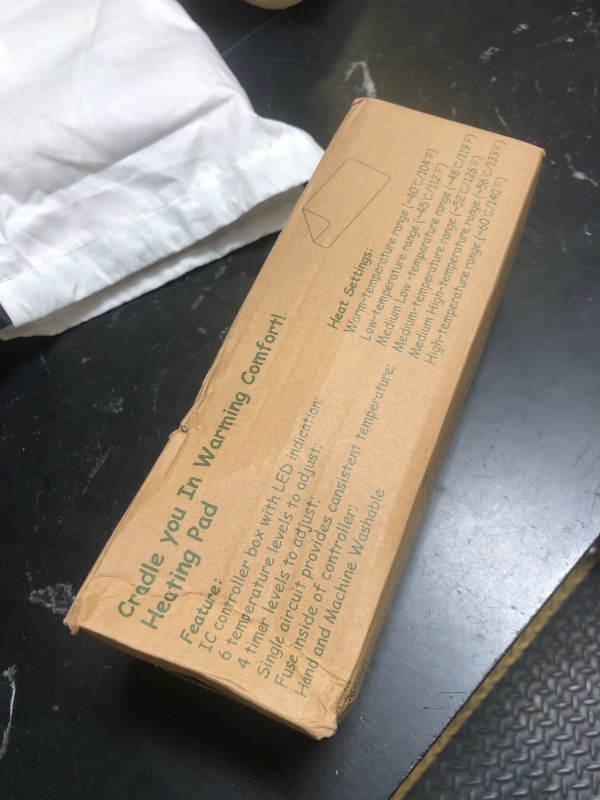 Cradle you In Warming Comfort!
Heating Pad
Feature:
IC controller box with LED indication;
6 temperature levels to adjust;
4 timer levels to adjust;
Single aircuit provides cansistent temperature;
Fuse inside of controller;
Hand and Machine Washable
Heat Settings:
Warm-temperature range (~40℃/104℉)
Low-temperature range (~45℃/112℉)
Medium Low -temperature range (~48℃/119℉)
Medium-temperature range (~52℃/126℉)
Medium High-temperature range (~56℃/133℉)
High-temperature range (~60℃/140℉)